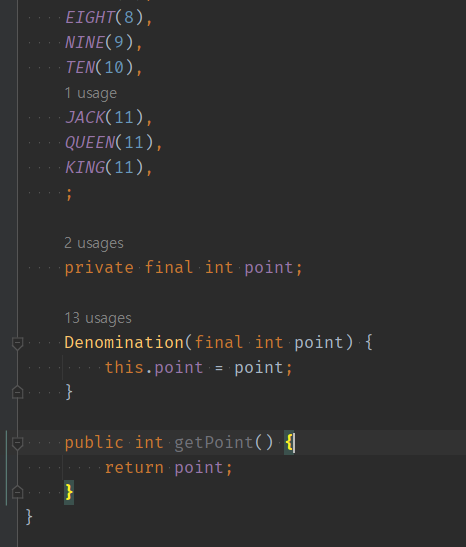 EIGHT(8),
NINE(9),
TEN(10),
1 usage
JACK(11),
QUEEN(11),
KING(11),
;
2 usages
private final int point;
13 usages
Denomination(final int point) {
this.point = point;
}
public int getPoint() {
return point;
}
}